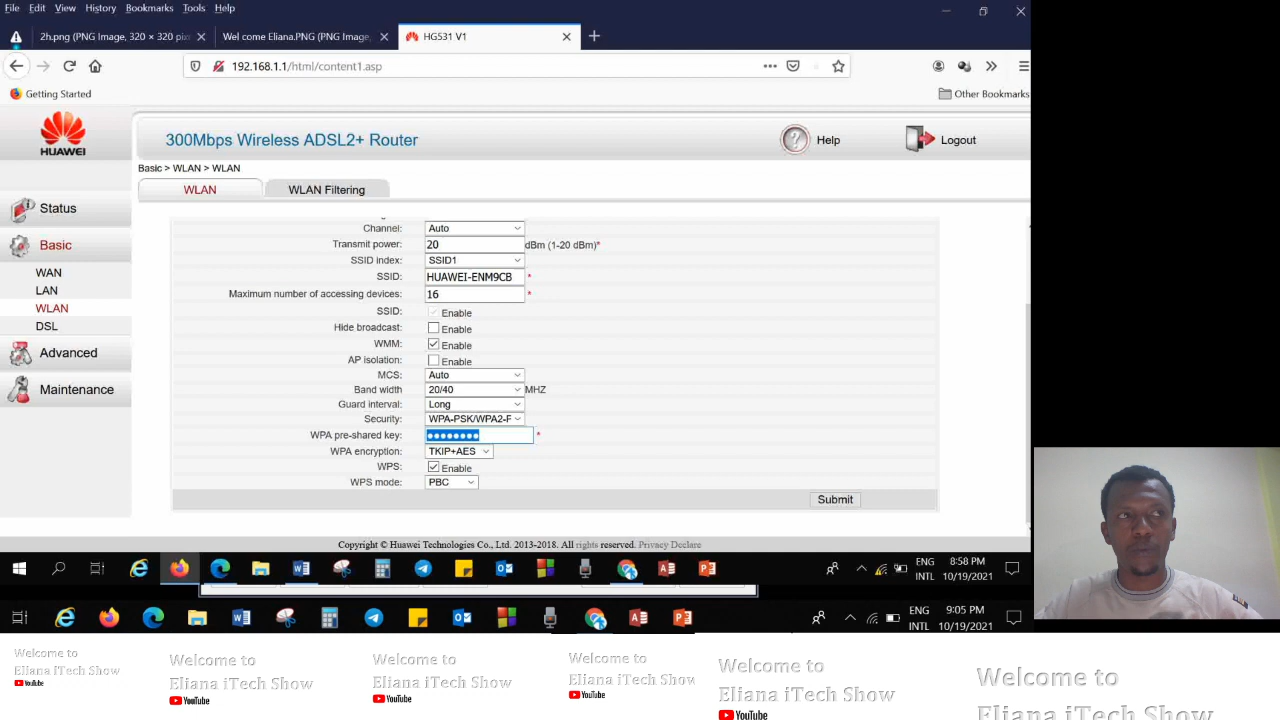 File Edit View History Bookmarks Tools Help
2h.png (PNG Image, 320 × 320 pix
Wel come Eliana.PNG (PNG Image,
HG531 V1
192.168.1.1/html/content1.asp
Getting Started
Other Bookmarks
HUAWEI
300Mbps Wireless ADSL2+ Router
Help
Logout
Basic > WLAN > WLAN
WLAN
WLAN Filtering
Status
Basic
WAN
LAN
WLAN
DSL
Advanced
Maintenance
Channel: Auto
Transmit power: 20 dBm (1-20 dBm)*
SSID index: SSID1
SSID: HUAWEI-ENM9CB *
Maximum number of accessing devices: 16 *
SSID: Enable
Hide broadcast: Enable
WMM: Enable
AP isolation: Enable
MCS: Auto
Band width 20/40 MHZ
Guard interval: Long
Security: WPA-PSK/WPA2-P
WPA pre-shared key: ●●●●●●●● *
WPA encryption: TKIP+AES
WPS: Enable
WPS mode: PBC
Submit
Copyright © Huawei Technologies Co., Ltd. 2013-2018. All rights reserved. Privacy Declare
ENG
INTL
8:58 PM
10/19/2021
ENG
INTL
9:05 PM
10/19/2021
Welcome to
Eliana iTech Show
YouTube
Welcome to
Eliana iTech Show
YouTube
Welcome to
Eliana iTech Show
YouTube
Welcome to
Eliana iTech Show
YouTube
Welcome to
Eliana iTech Show
YouTube
Welcome to
Eliana iTech Show